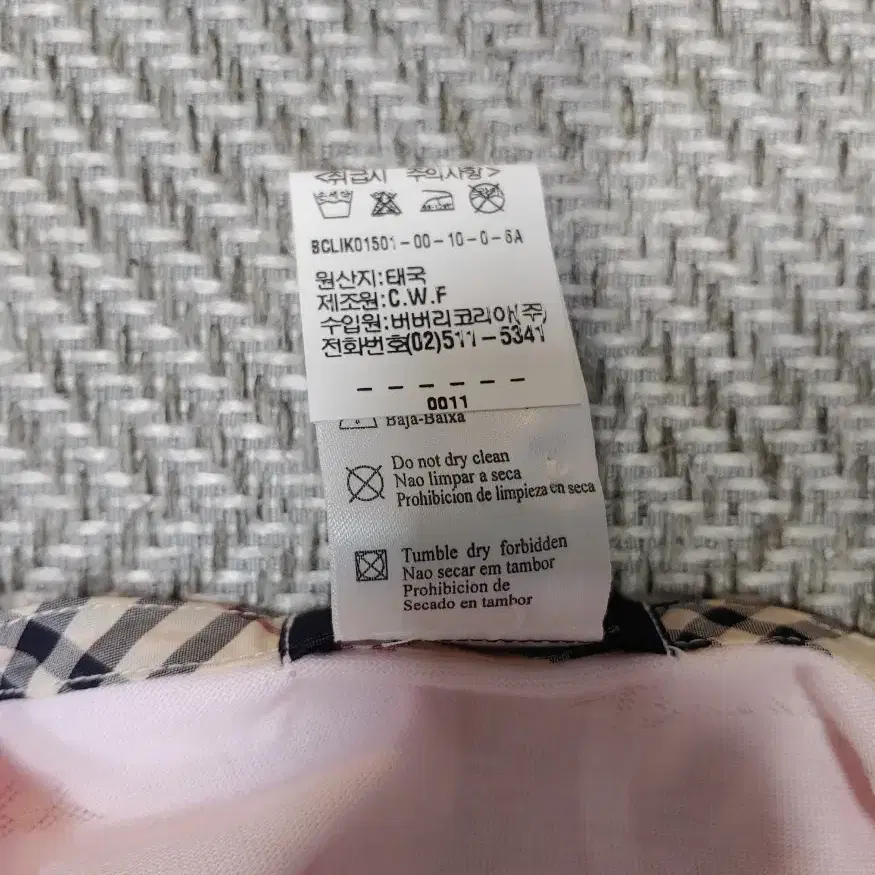 <취급시 주의사항>
BCLIK01501-00-10-0-6A
원산지:태국
제조원:C.W.F
수입원:버버리코리아(주)
전화번호(02)511-5341
------
0011
Baja-Baixa
Do not dry clean
Nao limpar a seca
Prohibicion de limpieza en seca
Tumble dry forbidden
Nao secar em tambor
Prohibicion de
Secado en tambor